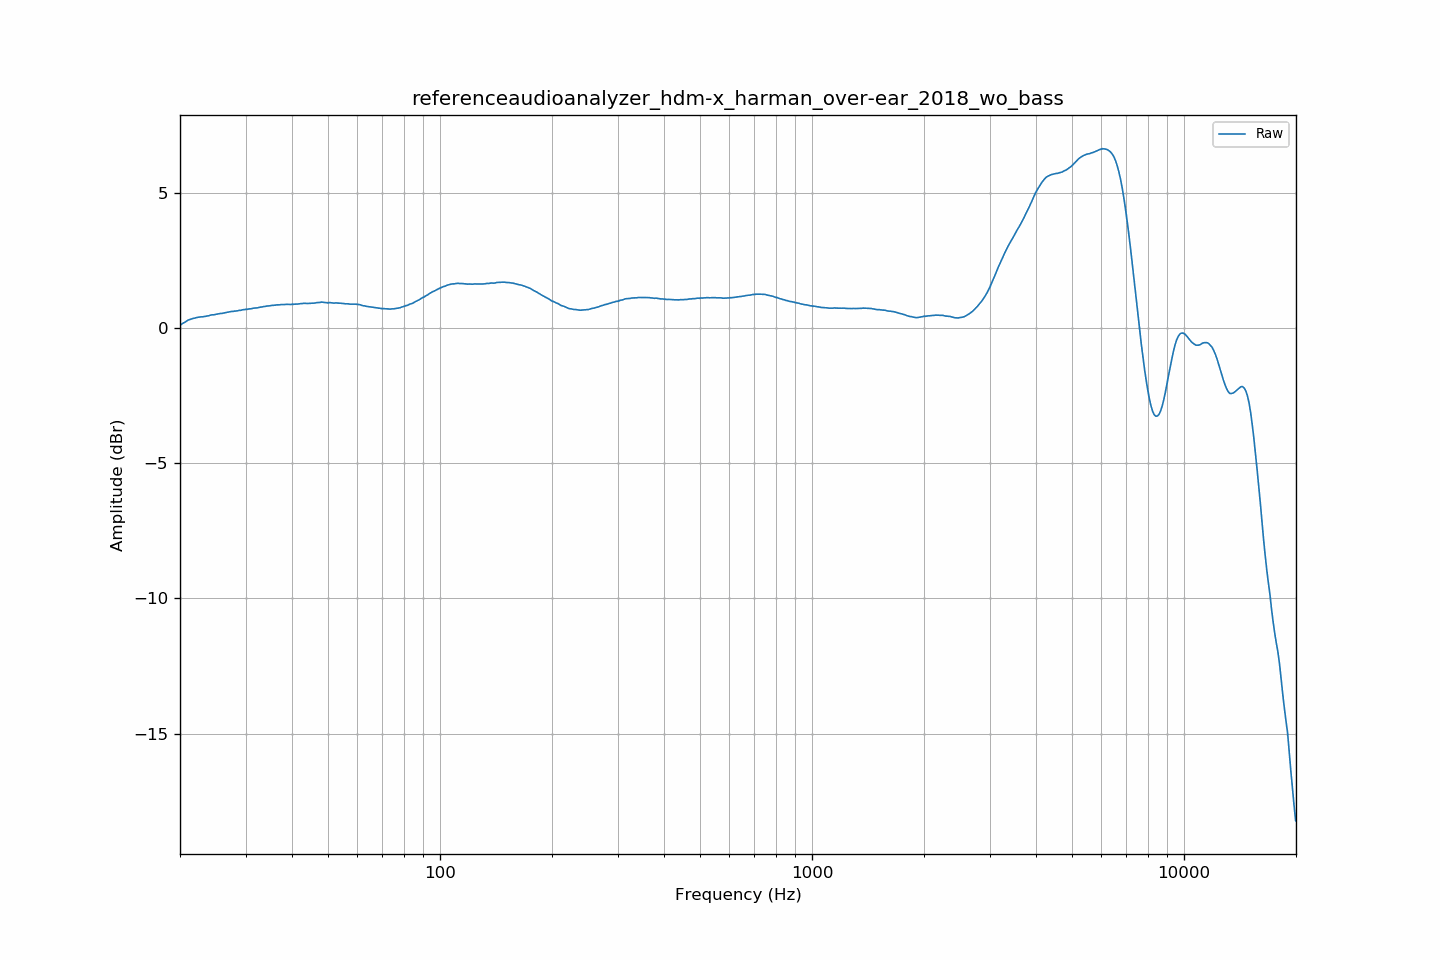 referenceaudioanalyzer_hdm-x_harman_over-ear_2018_wo_bass
Raw
5
0
−5
−10
−15
Amplitude (dBr)
100
1000
10000
Frequency (Hz)